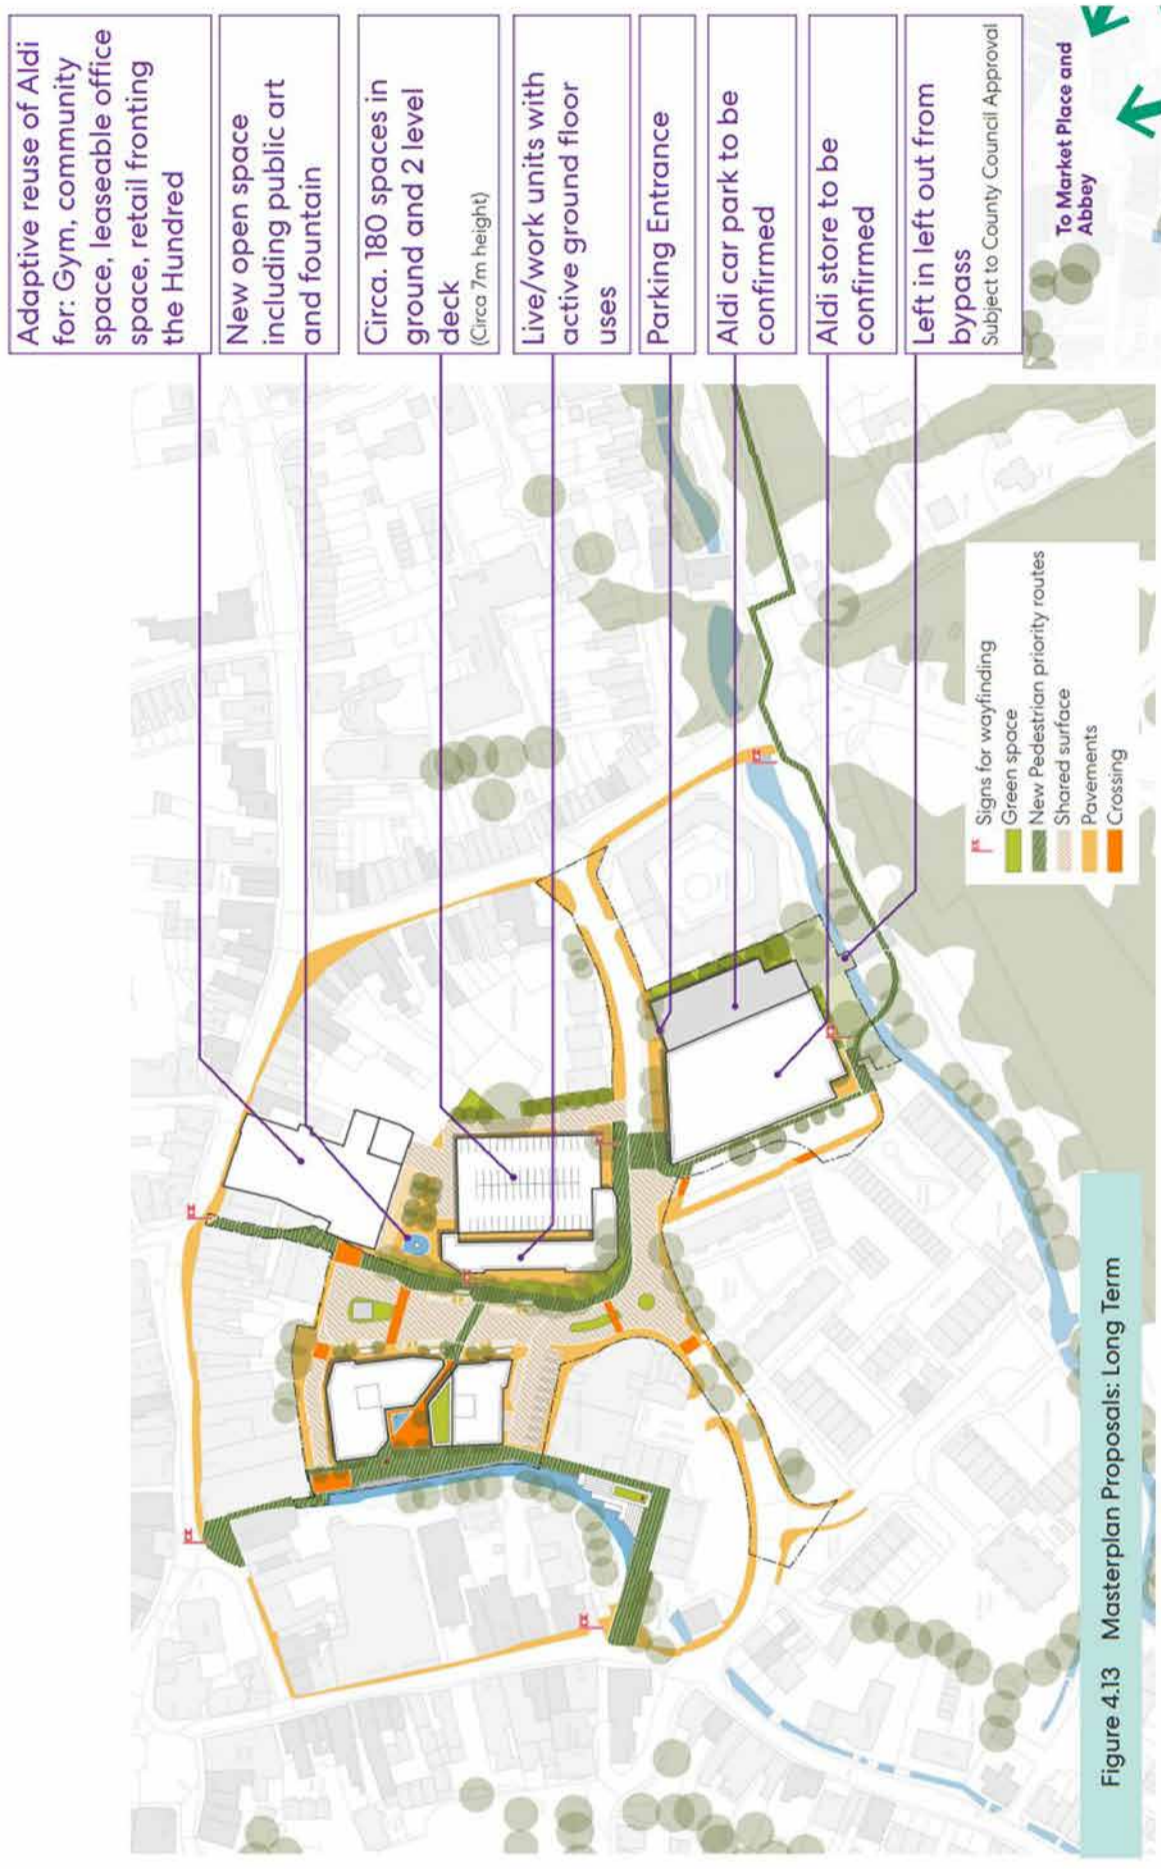 Adaptive reuse of Aldi
for: Gym, community
space, leaseable office
space, retail fronting
the Hundred
New open space
including public art
and fountain
Circa. 180 spaces in
ground and 2 level
deck
(Circa 7m height)
Live/work units with
active ground floor
uses
Parking Entrance
Aldi car park to be
confirmed
Aldi store to be
confirmed
Left in left out from
bypass
Subject to County Council Approval
To Market Place and
Abbey
Signs for wayfinding
Green space
New Pedestrian priority routes
Shared surface
Pavements
Crossing
Figure 4.13 Masterplan Proposals: Long Term